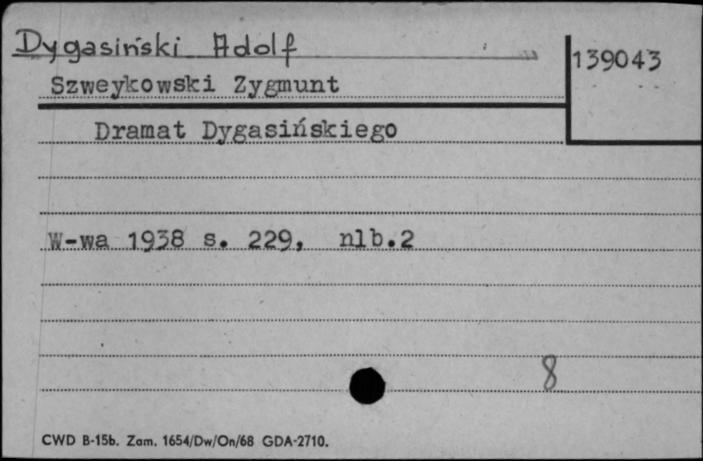 Dygasiński Adolf
139043
Szweykowski Zygmunt
Dramat Dygasińskiego
W-wa 1938 s. 229, nlb.2
8
CWD B-15b. Zam. 1654/Dw/On/68 GDA-2710.